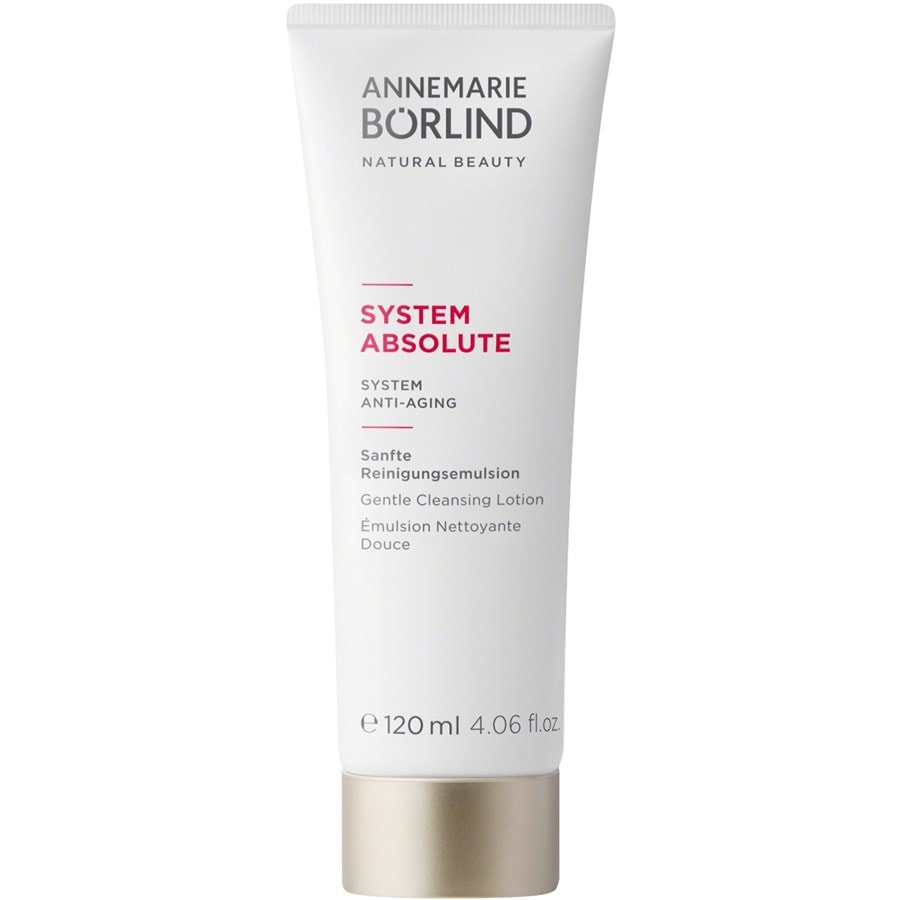 ANNEMARIE
BÖRLIND
NATURAL BEAUTY
SYSTEM
ABSOLUTE
SYSTEM
ANTI-AGING
Sanfte
Reinigungsemulsion
Gentle Cleansing Lotion
Émulsion Nettoyante
Douce
℮ 120 ml 4.06 fl.oz.